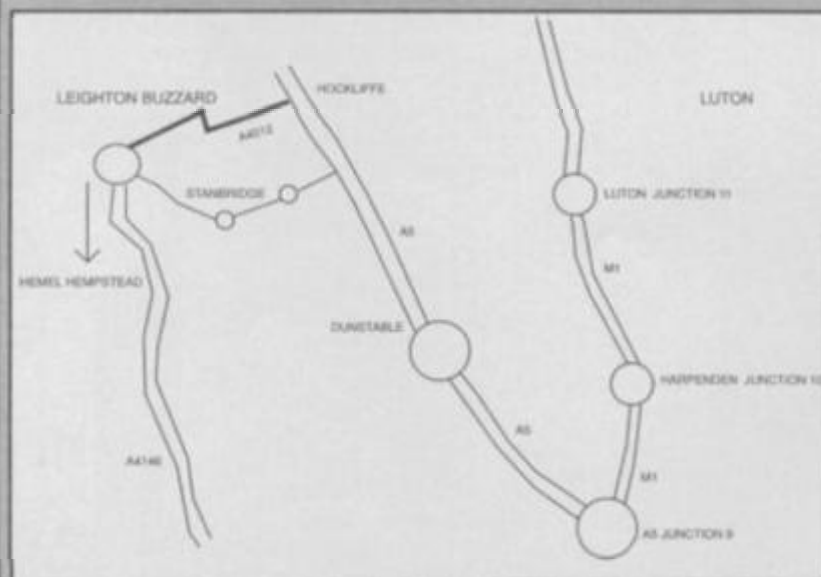 HOCKLIFFE
LEIGHTON BUZZARD
LUTON
A4012
STANBRIDGE
LUTON JUNCTION 11
A5
M1
HEMEL HEMPSTEAD
DUNSTABLE
HARPENDEN JUNCTION 10
A5
A4146
M1
A5 JUNCTION 9